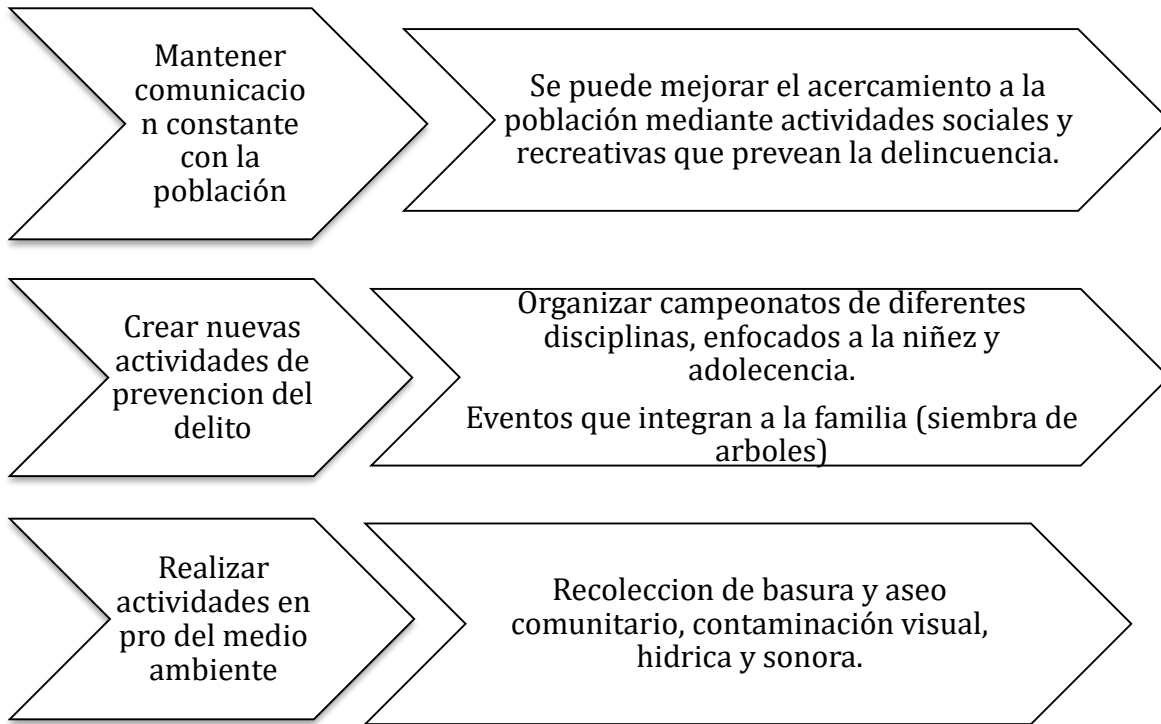 Mantener
comunicacio
n constante
con la
población
Se puede mejorar el acercamiento a la
población mediante actividades sociales y
recreativas que prevean la delincuencia.
Crear nuevas
actividades de
prevencion del
delito
Organizar campeonatos de diferentes
disciplinas, enfocados a la niñez y
adolecencia.
Eventos que integran a la familia (siembra de
arboles)
Realizar
actividades en
pro del medio
ambiente
Recoleccion de basura y aseo
comunitario, contaminación visual,
hidrica y sonora.